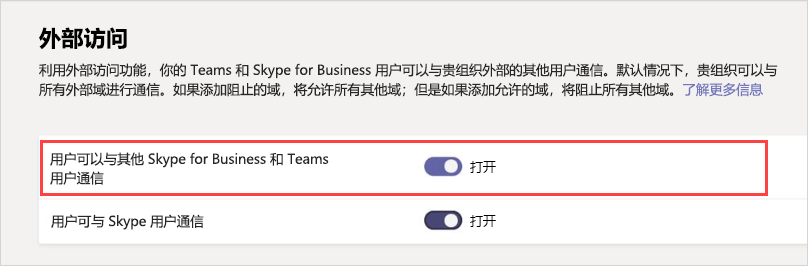 外部访问
利用外部访问功能，你的 Teams 和 Skype for Business 用户可以与贵组织外部的其他用户通信。默认情况下，贵组织可以与
所有外部域进行通信。如果添加阻止的域，将允许所有其他域；但是如果添加允许的域，将阻止所有其他域。了解更多信息
用户可以与其他 Skype for Business 和 Teams
用户通信
打开
用户可与 Skype 用户通信
打开